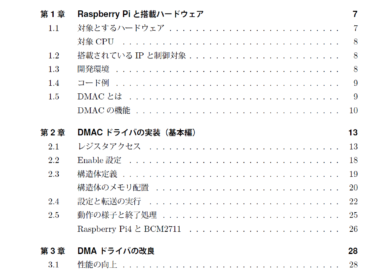 第1章 Raspberry Pi と搭載ハードウェア 7
1.1 対象とするハードウェア 7
対象 CPU 8
1.2 搭載されている IP と制御対象 8
1.3 開発環境 8
1.4 コード例 9
1.5 DMAC とは 9
DMAC の機能 10
第2章 DMAC ドライバの実装（基本編） 13
2.1 レジスタアクセス 13
2.2 Enable 設定 18
2.3 構造体定義 19
構造体のメモリ配置 20
2.4 設定と転送の実行 22
2.5 動作の様子と終了処理 25
Raspberry Pi4 と BCM2711 26
第3章 DMA ドライバの改良 28
3.1 性能の向上 28